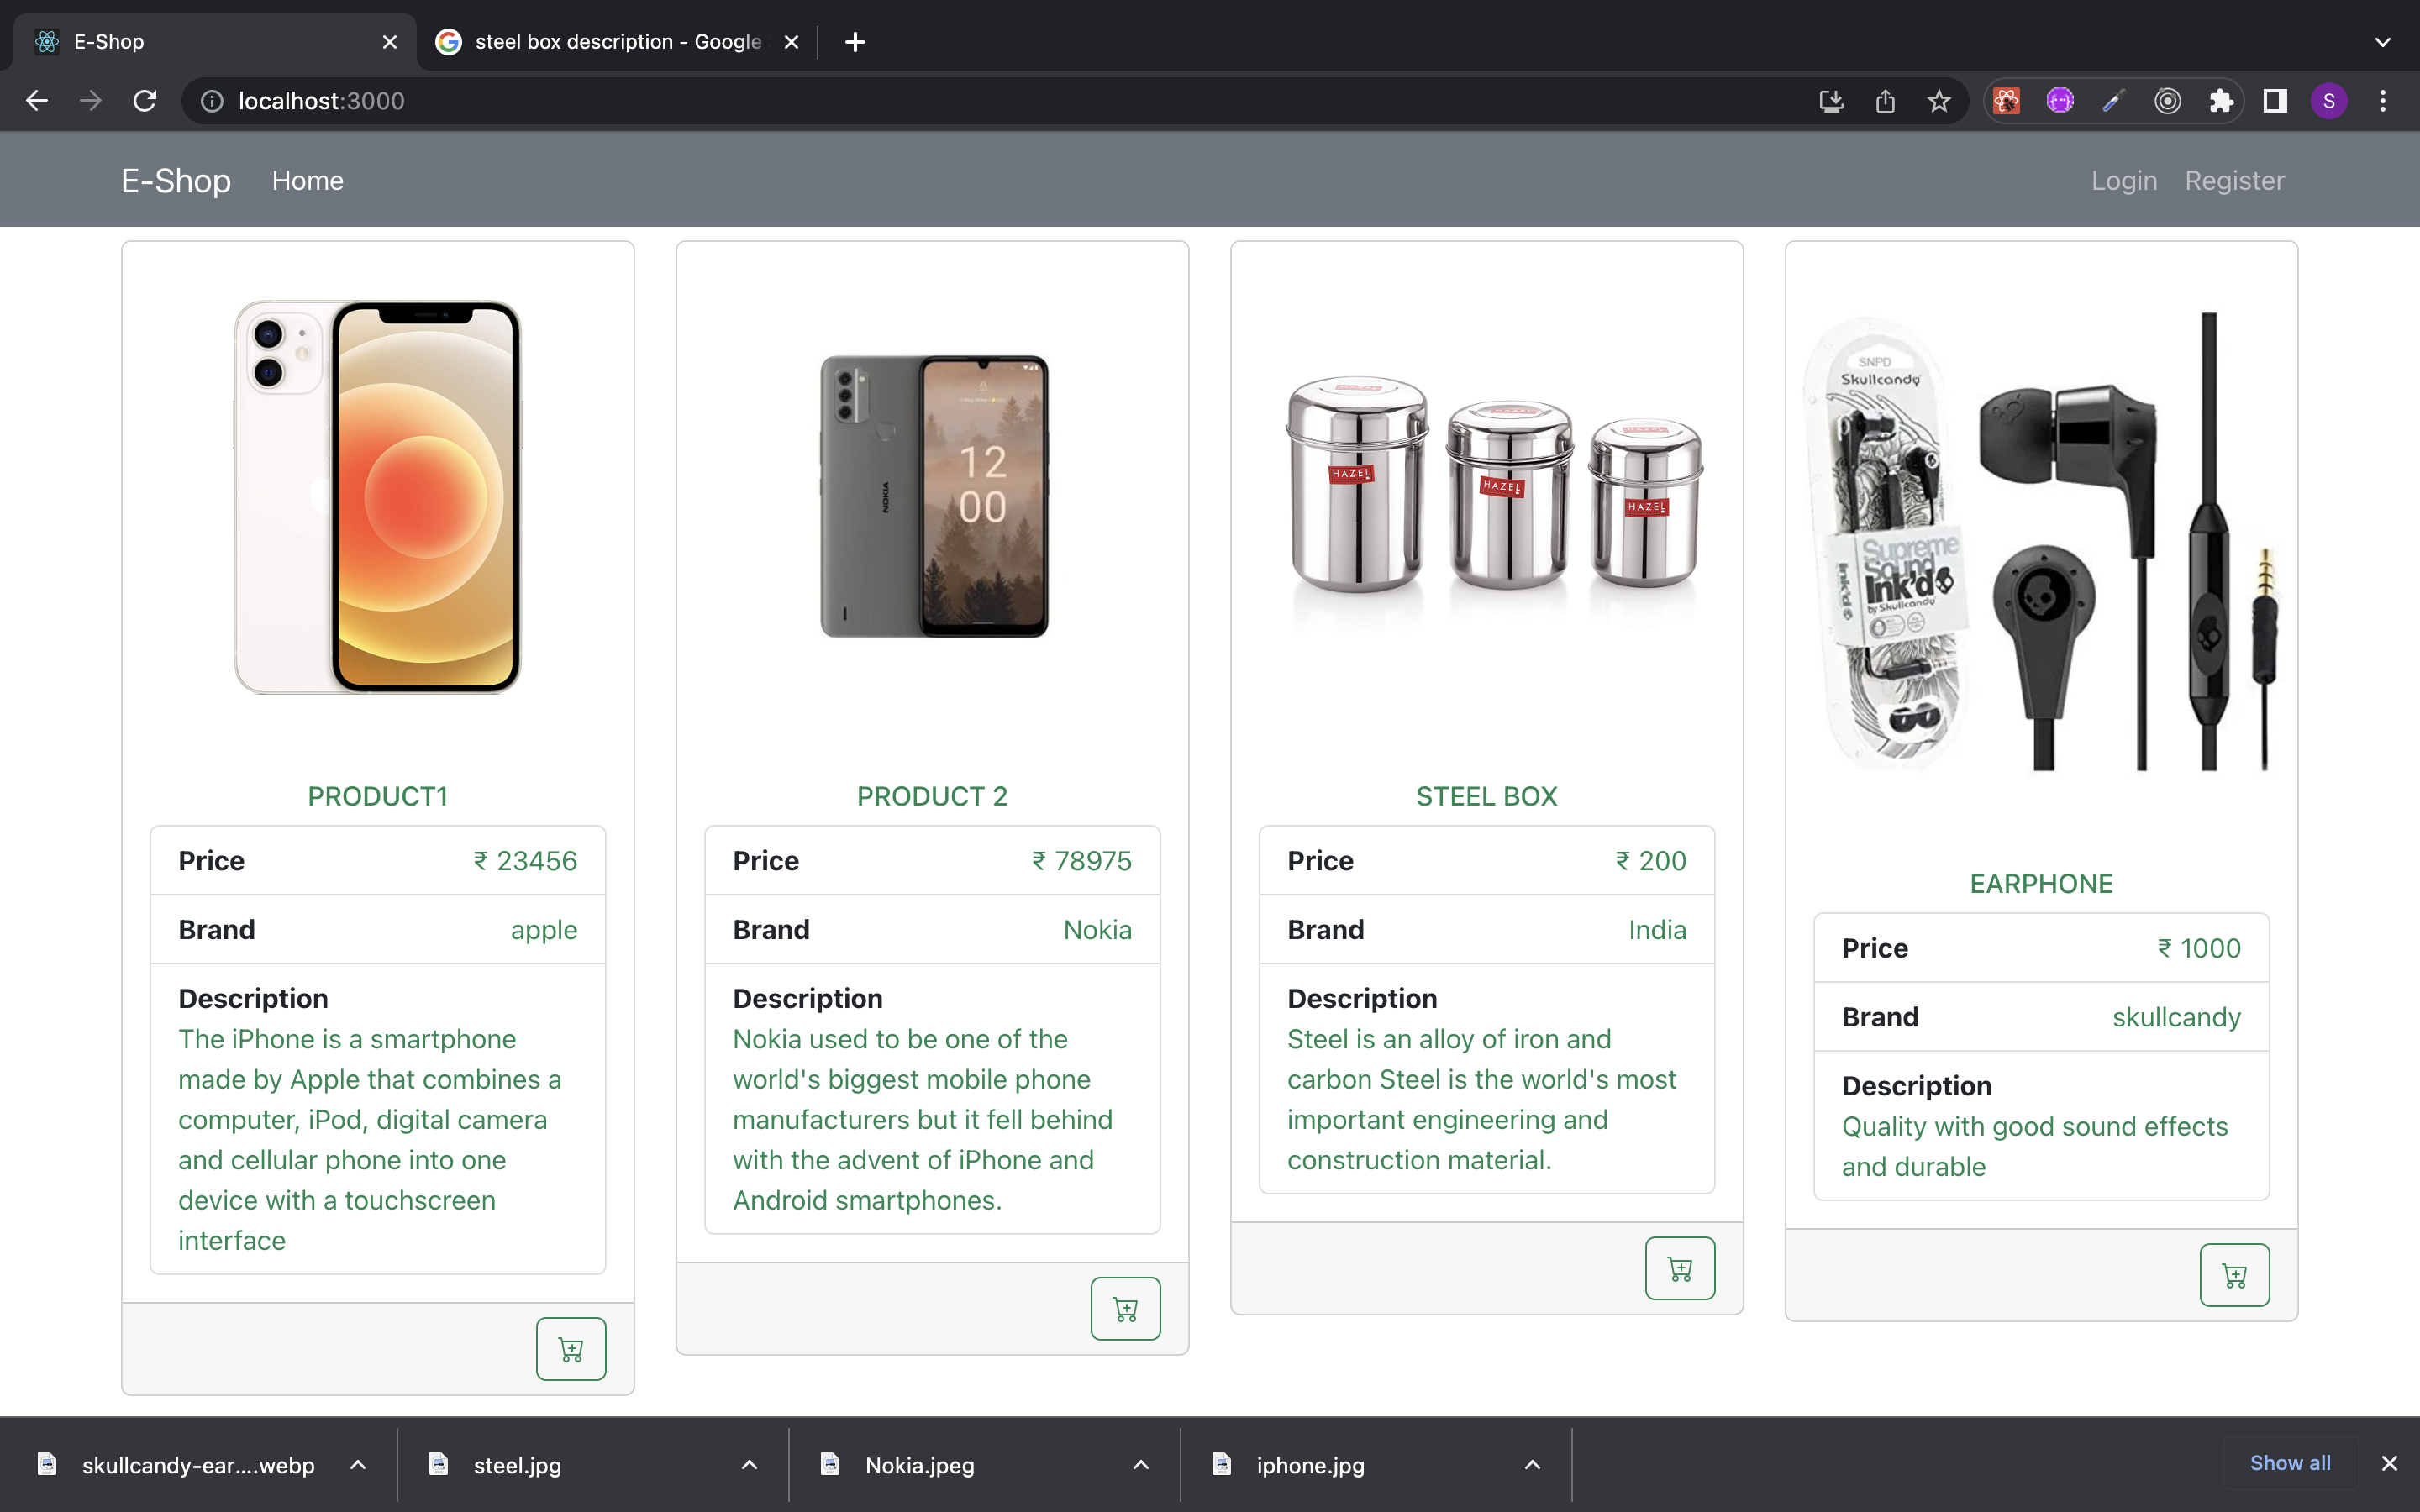 E-Shop
steel box description - Google
localhost:3000
S
E-Shop
Home
Login
Register
NOKIA
12
00
HAZEL
HAZEL
HAZEL
SNPD
Skullcandy
Supreme
Sound
Ink'd
by Skullcandy
Ink'd
PRODUCT1
Price
₹ 23456
Brand
apple
Description
The iPhone is a smartphone
made by Apple that combines a
computer, iPod, digital camera
and cellular phone into one
device with a touchscreen
interface
PRODUCT 2
Price
₹ 78975
Brand
Nokia
Description
Nokia used to be one of the
world's biggest mobile phone
manufacturers but it fell behind
with the advent of iPhone and
Android smartphones.
STEEL BOX
Price
₹ 200
Brand
India
Description
Steel is an alloy of iron and
carbon Steel is the world's most
important engineering and
construction material.
EARPHONE
Price
₹ 1000
Brand
skullcandy
Description
Quality with good sound effects
and durable
skullcandy-ear....webp
steel.jpg
Nokia.jpeg
iphone.jpg
Show all